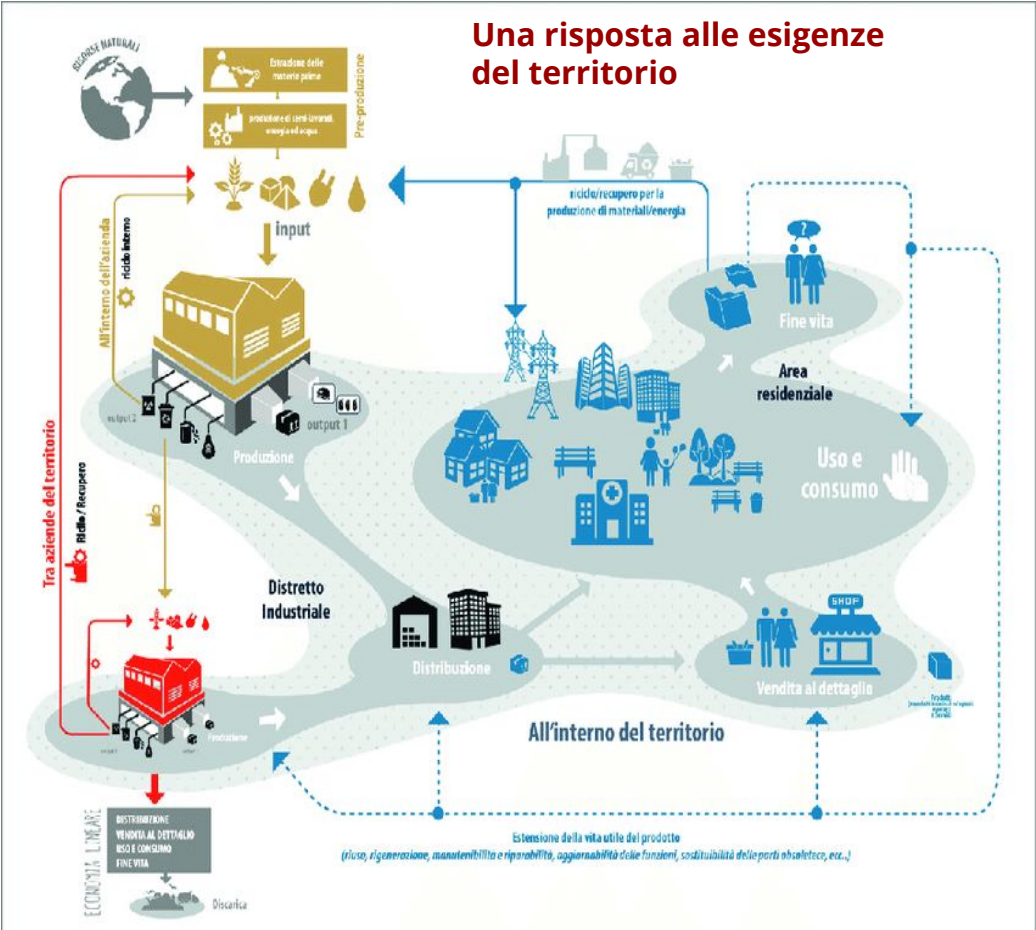 Una risposta alle esigenze
del territorio
RISORSE NATURALI
Estrazione delle
materie prime
produzione di semi-lavorati
energia ed acqua
Pre-produzione
input
riciclo/recupero per la
produzione di materiali/energia
All'interno dell'azienda
riciclo interno
?
Fine vita
Area
residenziale
Uso e
consumo
output 2
output 1
Produzione
Tra aziende del territorio
Riciclo / Recupero
Distretto
Industriale
Distribuzione
SHOP
Vendita al dettaglio
Prodotti
e Servizi
Produzione
All'interno del territorio
ECONOMIA LINEARE
DISTRIBUZIONE
VENDITA AL DETTAGLIO
USO E CONSUMO
FINE VITA
Discarica
Estensione della vita utile del prodotto
(riuso, rigenerazione, manutenibilità e riparabilità, aggiornabilità delle funzioni, sostituibilità delle parti obsoletece, ecc..)